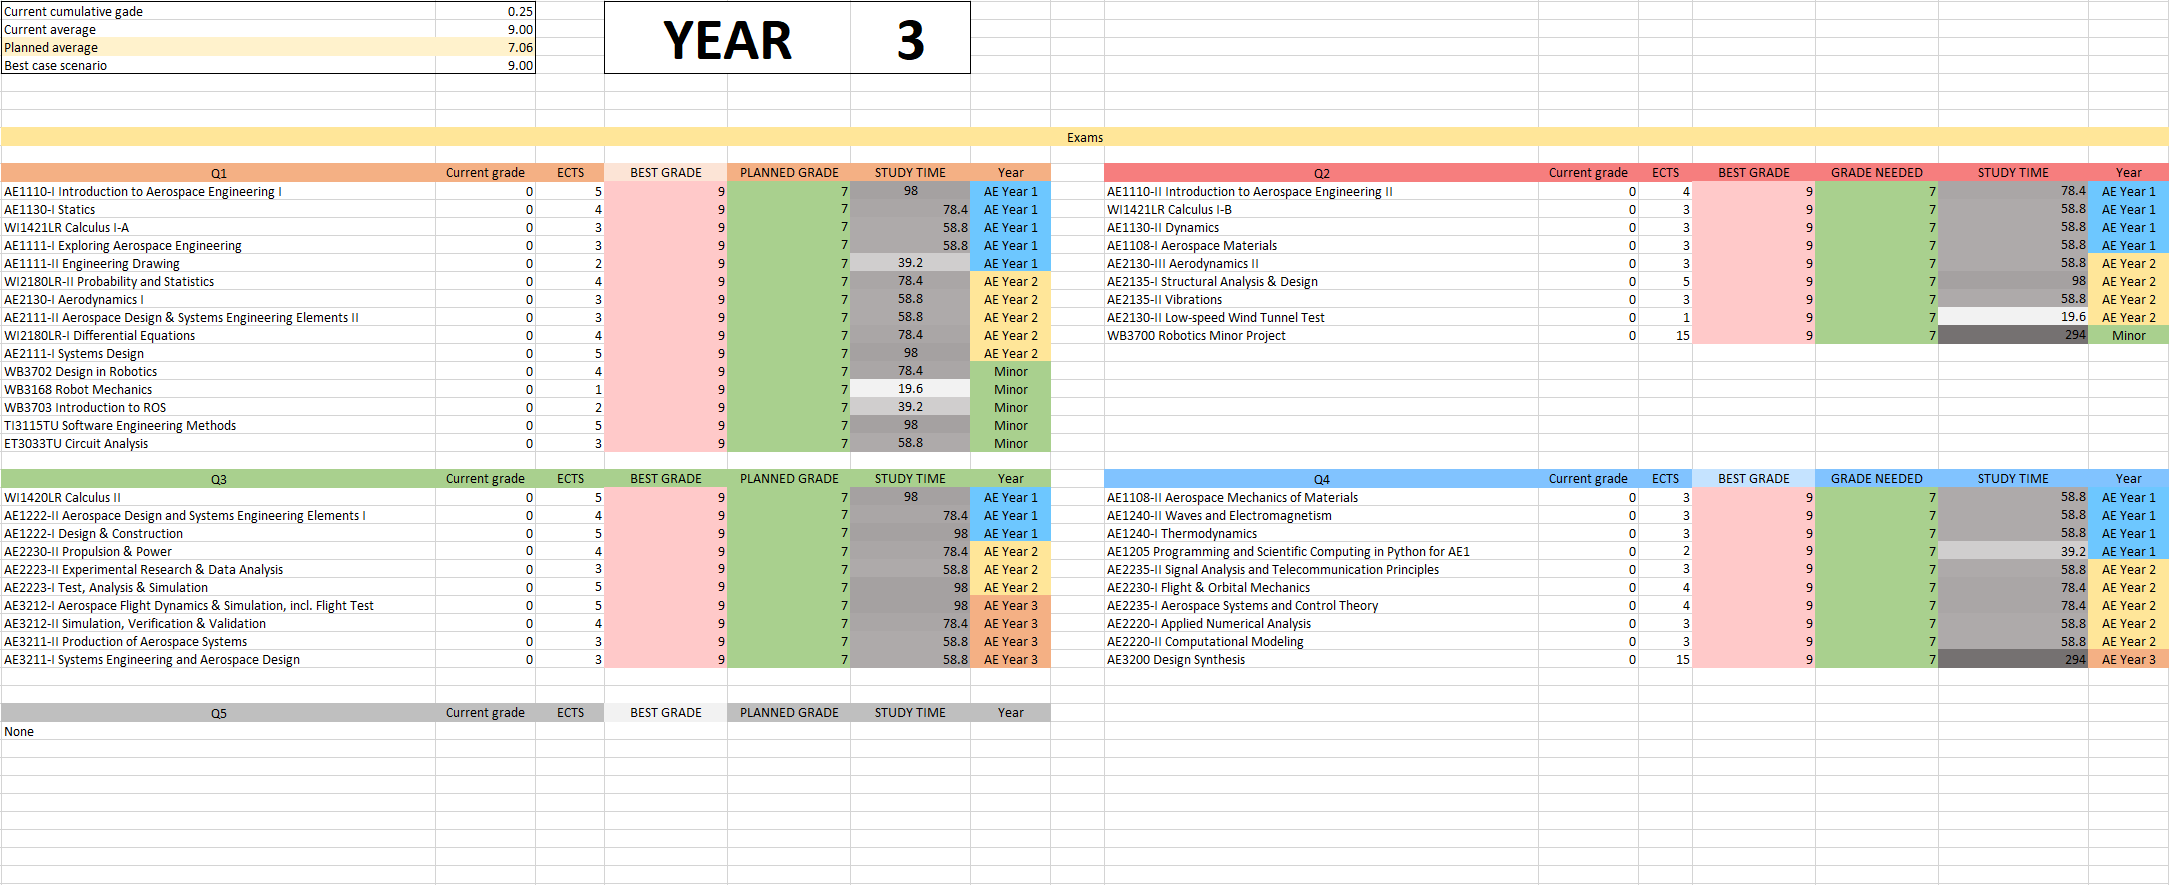 Current cumulative gade 0.25
Current average 9.00
Planned average 7.06
Best case scenario 9.00
YEAR 3
Exams
Q1 Current grade ECTS BEST GRADE PLANNED GRADE STUDY TIME Year
AE1110-I Introduction to Aerospace Engineering I 0 5 9 7 98 AE Year 1
AE1130-I Statics 0 4 9 7 78.4 AE Year 1
WI1421LR Calculus I-A 0 3 9 7 58.8 AE Year 1
AE1111-I Exploring Aerospace Engineering 0 3 9 7 58.8 AE Year 1
AE1111-II Engineering Drawing 0 2 9 7 39.2 AE Year 1
WI2180LR-II Probability and Statistics 0 4 9 7 78.4 AE Year 2
AE2130-I Aerodynamics I 0 3 9 7 58.8 AE Year 2
AE2111-II Aerospace Design & Systems Engineering Elements II 0 3 9 7 58.8 AE Year 2
WI2180LR-I Differential Equations 0 4 9 7 78.4 AE Year 2
AE2111-I Systems Design 0 5 9 7 98 AE Year 2
WB3702 Design in Robotics 0 4 9 7 78.4 Minor
WB3168 Robot Mechanics 0 1 9 7 19.6 Minor
WB3703 Introduction to ROS 0 2 9 7 39.2 Minor
TI3115TU Software Engineering Methods 0 5 9 7 98 Minor
ET3033TU Circuit Analysis 0 3 9 7 58.8 Minor
Q2 Current grade ECTS BEST GRADE GRADE NEEDED STUDY TIME Year
AE1110-II Introduction to Aerospace Engineering II 0 4 9 7 78.4 AE Year 1
WI1421LR Calculus I-B 0 3 9 7 58.8 AE Year 1
AE1130-II Dynamics 0 3 9 7 58.8 AE Year 1
AE1108-I Aerospace Materials 0 3 9 7 58.8 AE Year 1
AE2130-III Aerodynamics II 0 3 9 7 58.8 AE Year 2
AE2135-I Structural Analysis & Design 0 5 9 7 98 AE Year 2
AE2135-II Vibrations 0 3 9 7 58.8 AE Year 2
AE2130-II Low-speed Wind Tunnel Test 0 1 9 7 19.6 AE Year 2
WB3700 Robotics Minor Project 0 15 9 7 294 Minor
Q3 Current grade ECTS BEST GRADE PLANNED GRADE STUDY TIME Year
WI1420LR Calculus II 0 5 9 7 98 AE Year 1
AE1222-II Aerospace Design and Systems Engineering Elements I 0 4 9 7 78.4 AE Year 1
AE1222-I Design & Construction 0 5 9 7 98 AE Year 1
AE2230-II Propulsion & Power 0 4 9 7 78.4 AE Year 2
AE2223-II Experimental Research & Data Analysis 0 3 9 7 58.8 AE Year 2
AE2223-I Test, Analysis & Simulation 0 5 9 7 98 AE Year 2
AE3212-I Aerospace Flight Dynamics & Simulation, incl. Flight Test 0 5 9 7 98 AE Year 3
AE3212-II Simulation, Verification & Validation 0 4 9 7 78.4 AE Year 3
AE3211-II Production of Aerospace Systems 0 3 9 7 58.8 AE Year 3
AE3211-I Systems Engineering and Aerospace Design 0 3 9 7 58.8 AE Year 3
Q4 Current grade ECTS BEST GRADE GRADE NEEDED STUDY TIME Year
AE1108-II Aerospace Mechanics of Materials 0 3 9 7 58.8 AE Year 1
AE1240-II Waves and Electromagnetism 0 3 9 7 58.8 AE Year 1
AE1240-I Thermodynamics 0 3 9 7 58.8 AE Year 1
AE1205 Programming and Scientific Computing in Python for AE1 0 2 9 7 39.2 AE Year 1
AE2235-II Signal Analysis and Telecommunication Principles 0 3 9 7 58.8 AE Year 2
AE2230-I Flight & Orbital Mechanics 0 4 9 7 78.4 AE Year 2
AE2235-I Aerospace Systems and Control Theory 0 4 9 7 78.4 AE Year 2
AE2220-I Applied Numerical Analysis 0 3 9 7 58.8 AE Year 2
AE2220-II Computational Modeling 0 3 9 7 58.8 AE Year 2
AE3200 Design Synthesis 0 15 9 7 294 AE Year 3
Q5 Current grade ECTS BEST GRADE PLANNED GRADE STUDY TIME Year
None